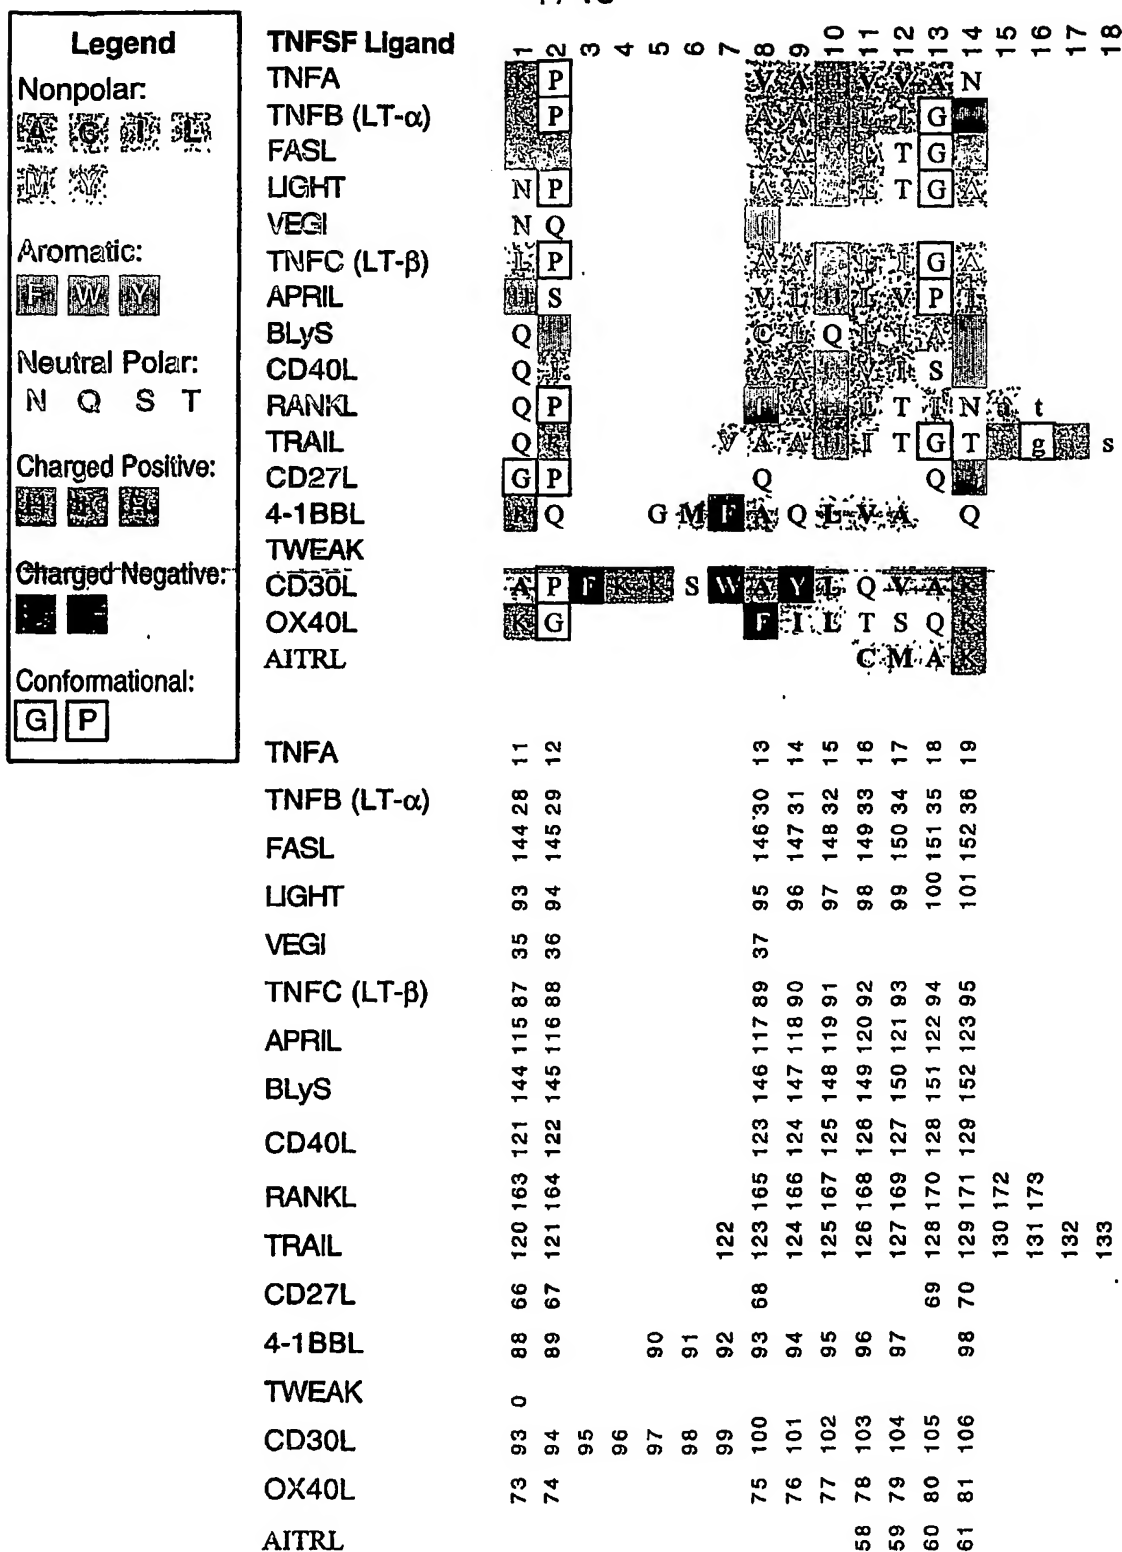 Legend
Nonpolar:
A G I L
M V
Aromatic:
F W Y
Neutral Polar:
N Q S T
Charged Positive:
Charged Negative:
Conformational:
G P
TNFSF Ligand 1 2 3 4 5 6 7 8 9 10 11 12 13 14 15 16 17 18
TNFA K P V A H V V A N
TNFB (LT-α) P A A H L I G
FASL V A H L T G
LIGHT N P A A H L T G A
VEGI N Q
TNFC (LT-β) L P A A H L I G A
APRIL H S V L H L V P I
BLyS Q C L Q L I A
CD40L Q I A A H V I S
RANKL Q P A H L T I N t
TRAIL Q R V A A H I T G T g s
CD27L G P Q Q
4-1BBL R Q G M F A Q L V A Q
TWEAK
CD30L A P F K K S W A Y L Q V A K
OX40L K G F I L T S Q K
AITRL C M A K
TNFA 11 12 13 14 15 16 17 18 19
TNFB (LT-α) 28 29 30 31 32 33 34 35 36
FASL 144 145 146 147 148 149 150 151 152
LIGHT 93 94 95 96 97 98 99 100 101
VEGI 35 36 37
TNFC (LT-β) 87 88 89 90 91 92 93 94 95
APRIL 115 116 117 118 119 120 121 122 123
BLyS 144 145 146 147 148 149 150 151 152
CD40L 121 122 123 124 125 126 127 128 129
RANKL 163 164 165 166 167 168 169 170 171 172 173
TRAIL 120 121 122 123 124 125 126 127 128 129 130 131 132 133
CD27L 66 67 68 69 70
4-1BBL 88 89 90 91 92 93 94 95 96 97 98
TWEAK 0
CD30L 93 94 95 96 97 98 99 100 101 102 103 104 105 106
OX40L 73 74 75 76 77 78 79 80 81
AITRL 58 59 60 61